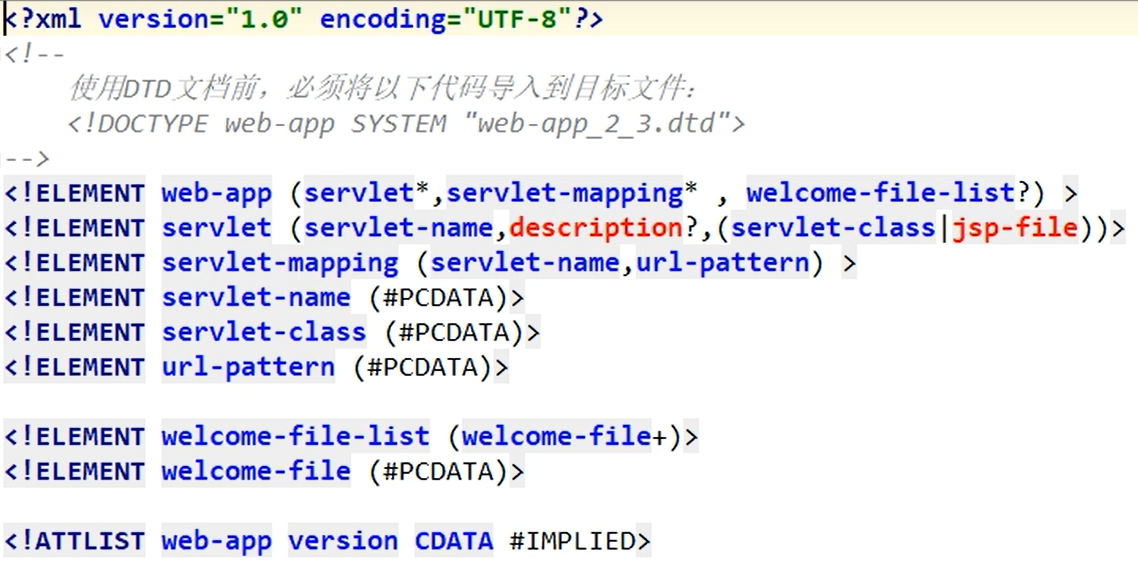 <?xml version="1.0" encoding="UTF-8"?>
<!--
使用DTD文档前，必须将以下代码导入到目标文件：
<!DOCTYPE web-app SYSTEM "web-app_2_3.dtd">
-->
<!ELEMENT web-app (servlet*,servlet-mapping* , welcome-file-list?) >
<!ELEMENT servlet (servlet-name,description?,(servlet-class|jsp-file))>
<!ELEMENT servlet-mapping (servlet-name,url-pattern) >
<!ELEMENT servlet-name (#PCDATA)>
<!ELEMENT servlet-class (#PCDATA)>
<!ELEMENT url-pattern (#PCDATA)>
<!ELEMENT welcome-file-list (welcome-file+)>
<!ELEMENT welcome-file (#PCDATA)>
<!ATTLIST web-app version CDATA #IMPLIED>